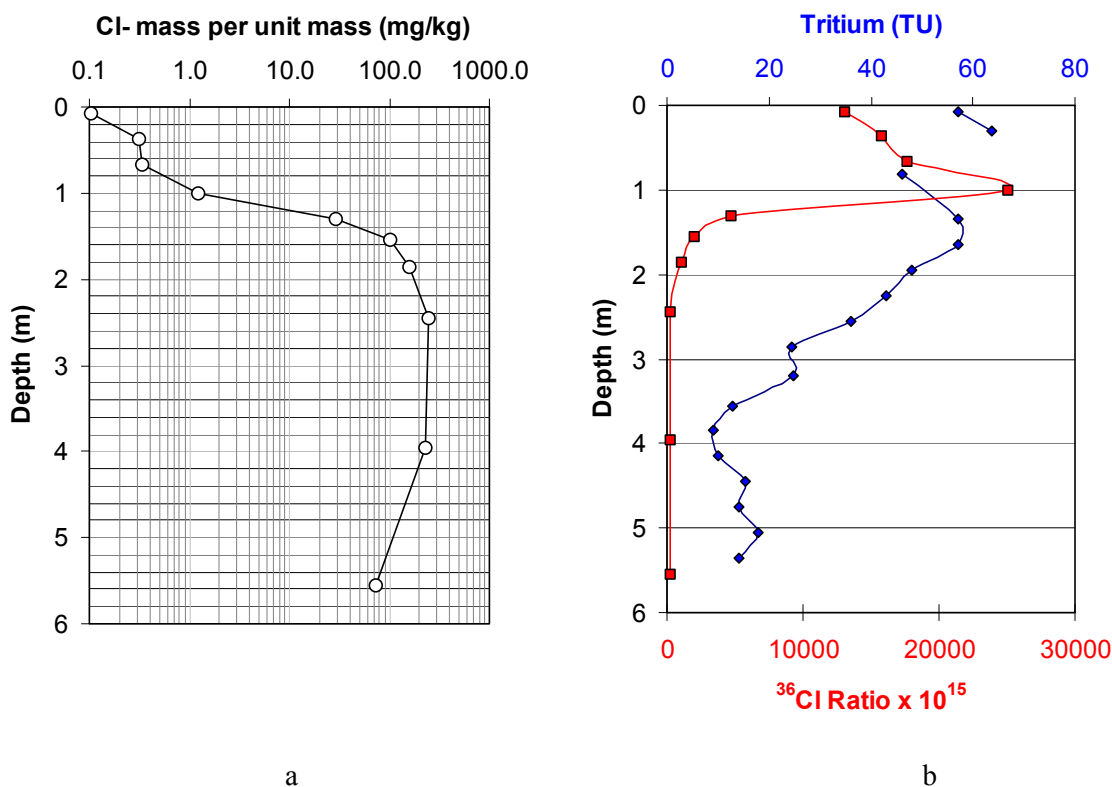 Cl- mass per unit mass (mg/kg)
0.1 1.0 10.0 100.0 1000.0
0
1
2
3
4
5
6
Depth (m)
a
Tritium (TU)
0 20 40 60 80
0
1
2
3
4
5
6
Depth (m)
0 10000 20000 30000
³⁶Cl Ratio x 10¹⁵
b